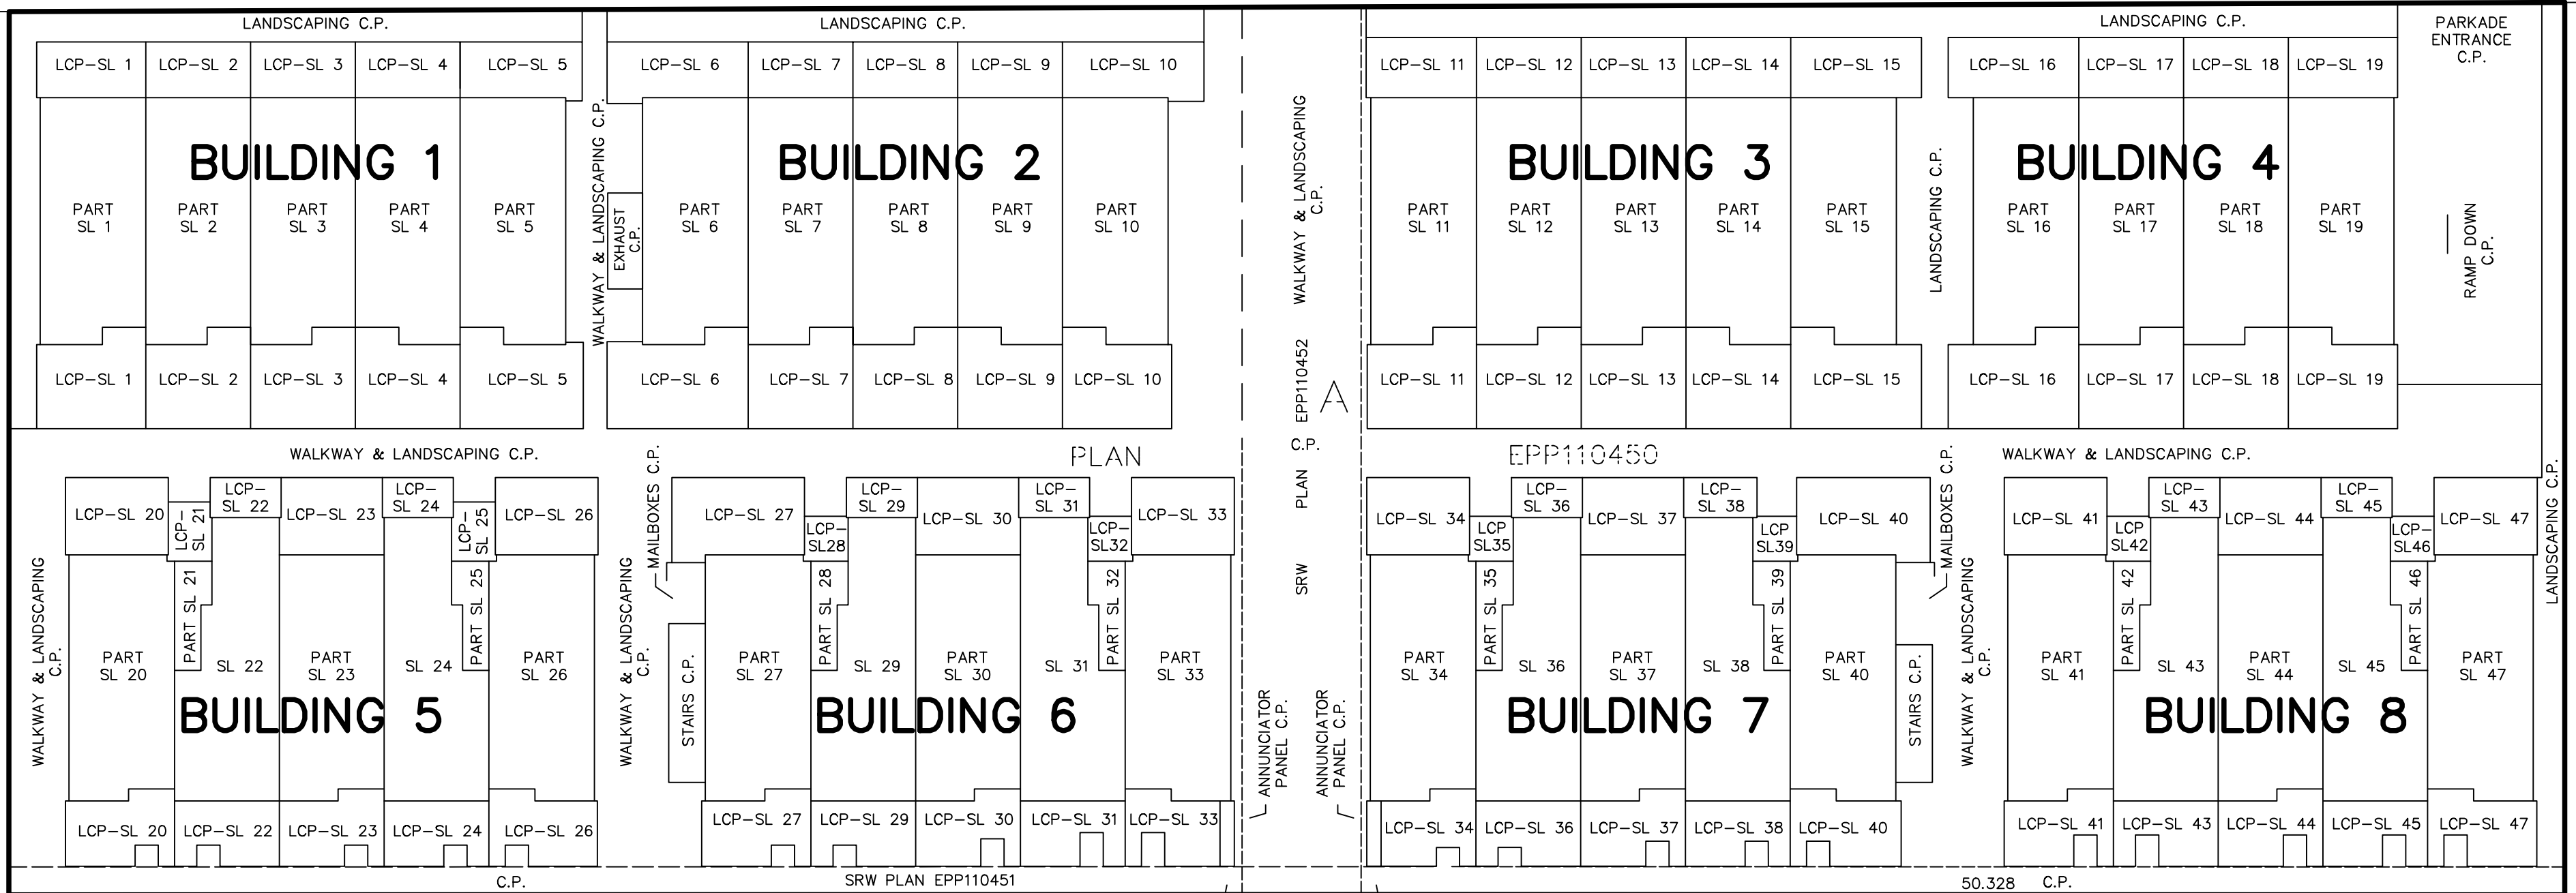 LANDSCAPING C.P.
LANDSCAPING C.P.
LANDSCAPING C.P.
PARKADE
ENTRANCE
C.P.
LCP-SL 1
LCP-SL 2
LCP-SL 3
LCP-SL 4
LCP-SL 5
LCP-SL 6
LCP-SL 7
LCP-SL 8
LCP-SL 9
LCP-SL 10
LCP-SL 11
LCP-SL 12
LCP-SL 13
LCP-SL 14
LCP-SL 15
LCP-SL 16
LCP-SL 17
LCP-SL 18
LCP-SL 19
BUILDING 1
BUILDING 2
BUILDING 3
BUILDING 4
WALKWAY & LANDSCAPING C.P.
EXHAUST
C.P.
WALKWAY & LANDSCAPING
C.P.
LANDSCAPING C.P.
RAMP DOWN
C.P.
PART
SL 1
PART
SL 2
PART
SL 3
PART
SL 4
PART
SL 5
PART
SL 6
PART
SL 7
PART
SL 8
PART
SL 9
PART
SL 10
PART
SL 11
PART
SL 12
PART
SL 13
PART
SL 14
PART
SL 15
PART
SL 16
PART
SL 17
PART
SL 18
PART
SL 19
LCP-SL 1
LCP-SL 2
LCP-SL 3
LCP-SL 4
LCP-SL 5
LCP-SL 6
LCP-SL 7
LCP-SL 8
LCP-SL 9
LCP-SL 10
LCP-SL 11
LCP-SL 12
LCP-SL 13
LCP-SL 14
LCP-SL 15
LCP-SL 16
LCP-SL 17
LCP-SL 18
LCP-SL 19
SRW PLAN EPP110452
C.P.
A
WALKWAY & LANDSCAPING C.P.
PLAN EPP110450
WALKWAY & LANDSCAPING C.P.
MAILBOXES C.P.
MAILBOXES C.P.
LANDSCAPING C.P.
LCP-SL 20
LCP-
SL 21
LCP-
SL 22
LCP-SL 23
LCP-
SL 24
LCP-
SL 25
LCP-SL 26
LCP-SL 27
LCP-
SL28
LCP-
SL 29
LCP-SL 30
LCP-
SL 31
LCP-
SL32
LCP-SL 33
LCP-SL 34
LCP
SL35
LCP-
SL 36
LCP-SL 37
LCP-
SL 38
LCP
SL39
LCP-SL 40
LCP-SL 41
LCP
SL42
LCP-
SL 43
LCP-SL 44
LCP-
SL 45
LCP-
SL46
LCP-SL 47
WALKWAY & LANDSCAPING
C.P.
WALKWAY & LANDSCAPING
C.P.
STAIRS C.P.
STAIRS C.P.
WALKWAY & LANDSCAPING
C.P.
PART
SL 20
PART SL 21
SL 22
PART
SL 23
SL 24
PART SL 25
PART
SL 26
PART
SL 27
PART SL 28
SL 29
PART
SL 30
SL 31
PART SL 32
PART
SL 33
PART
SL 34
PART SL 35
SL 36
PART
SL 37
SL 38
PART SL 39
PART
SL 40
PART
SL 41
PART SL 42
SL 43
PART
SL 44
SL 45
PART SL 46
PART
SL 47
BUILDING 5
BUILDING 6
BUILDING 7
BUILDING 8
ANNUNCIATOR
PANEL C.P.
ANNUNCIATOR
PANEL C.P.
LCP-SL 20
LCP-SL 22
LCP-SL 23
LCP-SL 24
LCP-SL 26
LCP-SL 27
LCP-SL 29
LCP-SL 30
LCP-SL 31
LCP-SL 33
LCP-SL 34
LCP-SL 36
LCP-SL 37
LCP-SL 38
LCP-SL 40
LCP-SL 41
LCP-SL 43
LCP-SL 44
LCP-SL 45
LCP-SL 47
C.P.
SRW PLAN EPP110451
50.328
C.P.